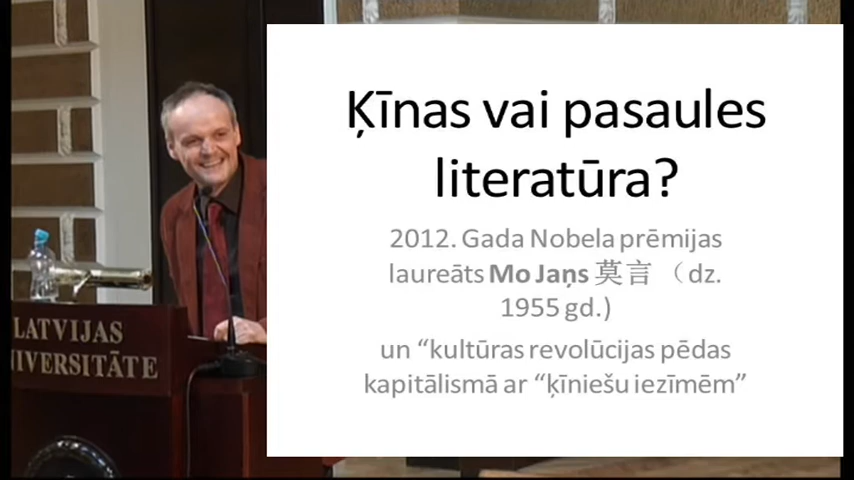 Ķīnas vai pasaules
literatūra?
2012. Gada Nobela prēmijas
laureāts Mo Jaņs 莫言 （dz.
1955 gd.)
un “kultūras revolūcijas pēdas
kapitālismā ar “ķīniešu iezīmēm”
LATVIJAS
NIVERSITĀTE